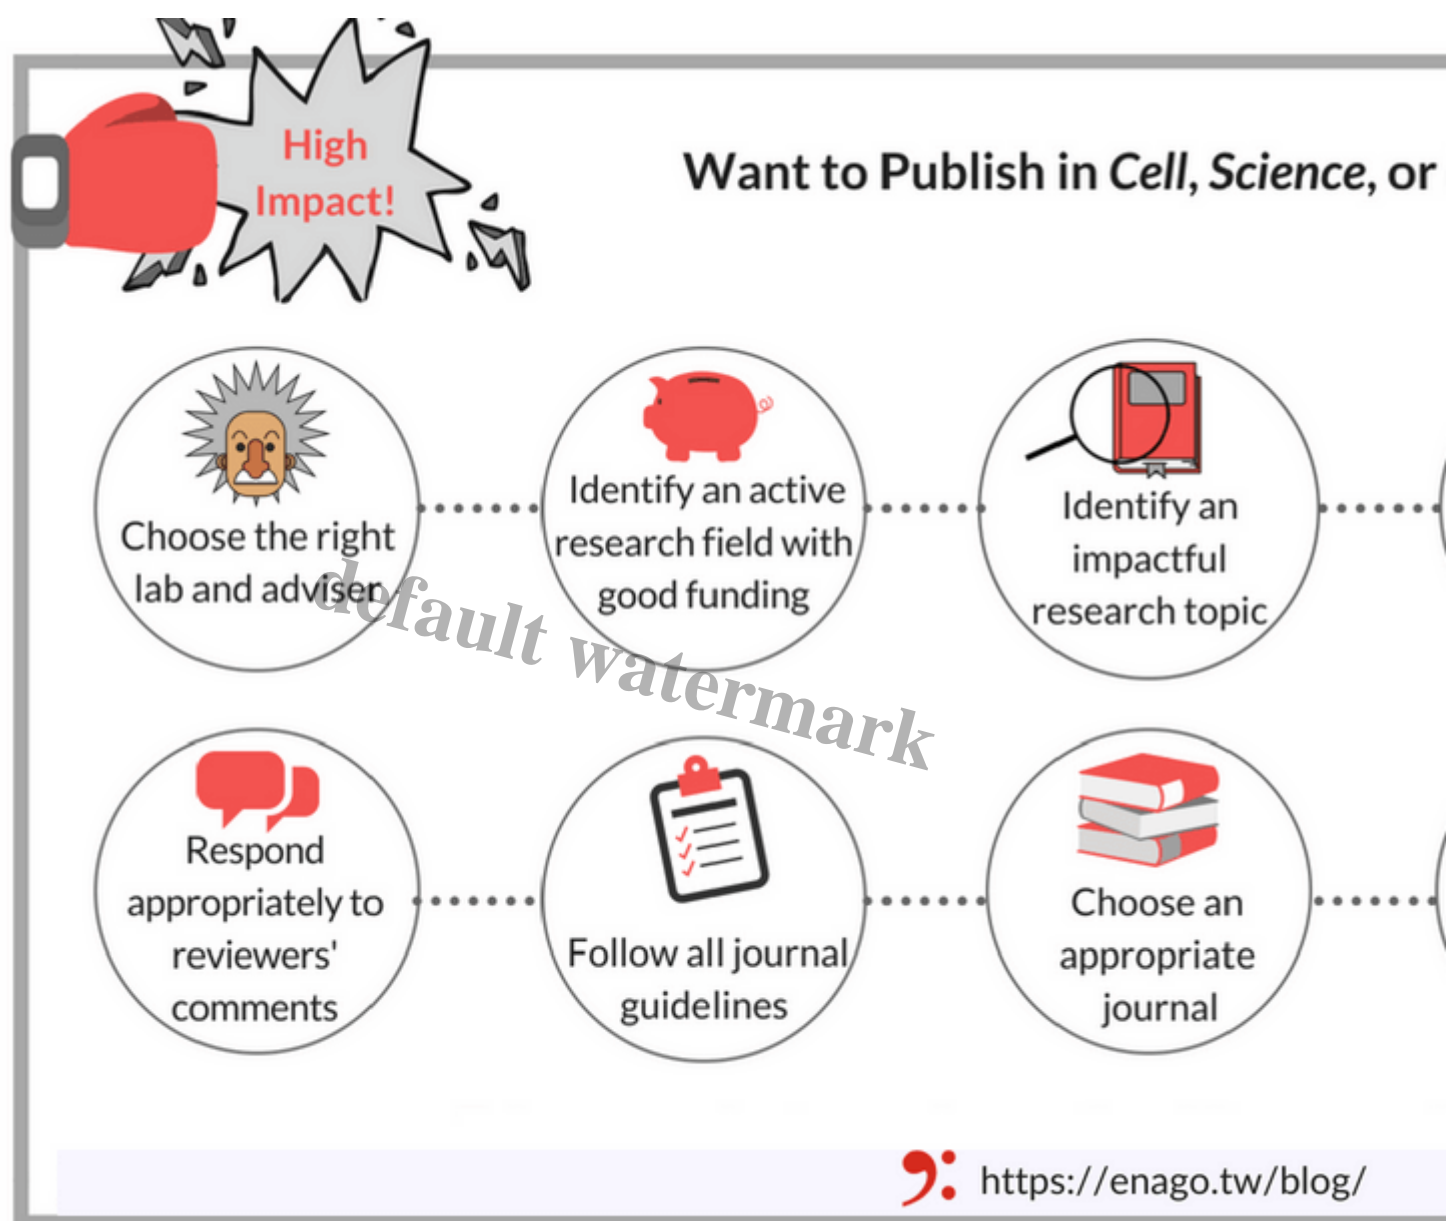 High
Impact!
Want to Publish in Cell, Science, or
Choose the right
lab and adviser
Identify an active
research field with
good funding
Identify an
impactful
research topic
default watermark
Respond
appropriately to
reviewers'
comments
Follow all journal
guidelines
Choose an
appropriate
journal
https://enago.tw/blog/